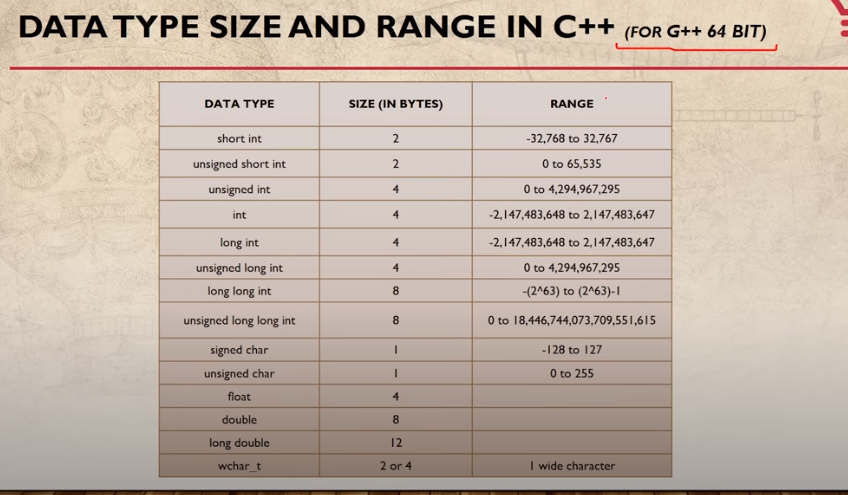 DATA TYPE SIZE AND RANGE IN C++ (FOR G++ 64 BIT)
DATA TYPE SIZE (IN BYTES) RANGE
short int 2 -32,768 to 32,767
unsigned short int 2 0 to 65,535
unsigned int 4 0 to 4,294,967,295
int 4 -2,147,483,648 to 2,147,483,647
long int 4 -2,147,483,648 to 2,147,483,647
unsigned long int 4 0 to 4,294,967,295
long long int 8 -(2^63) to (2^63)-1
unsigned long long int 8 0 to 18,446,744,073,709,551,615
signed char 1 -128 to 127
unsigned char 1 0 to 255
float 4
double 8
long double 12
wchar_t 2 or 4 1 wide character